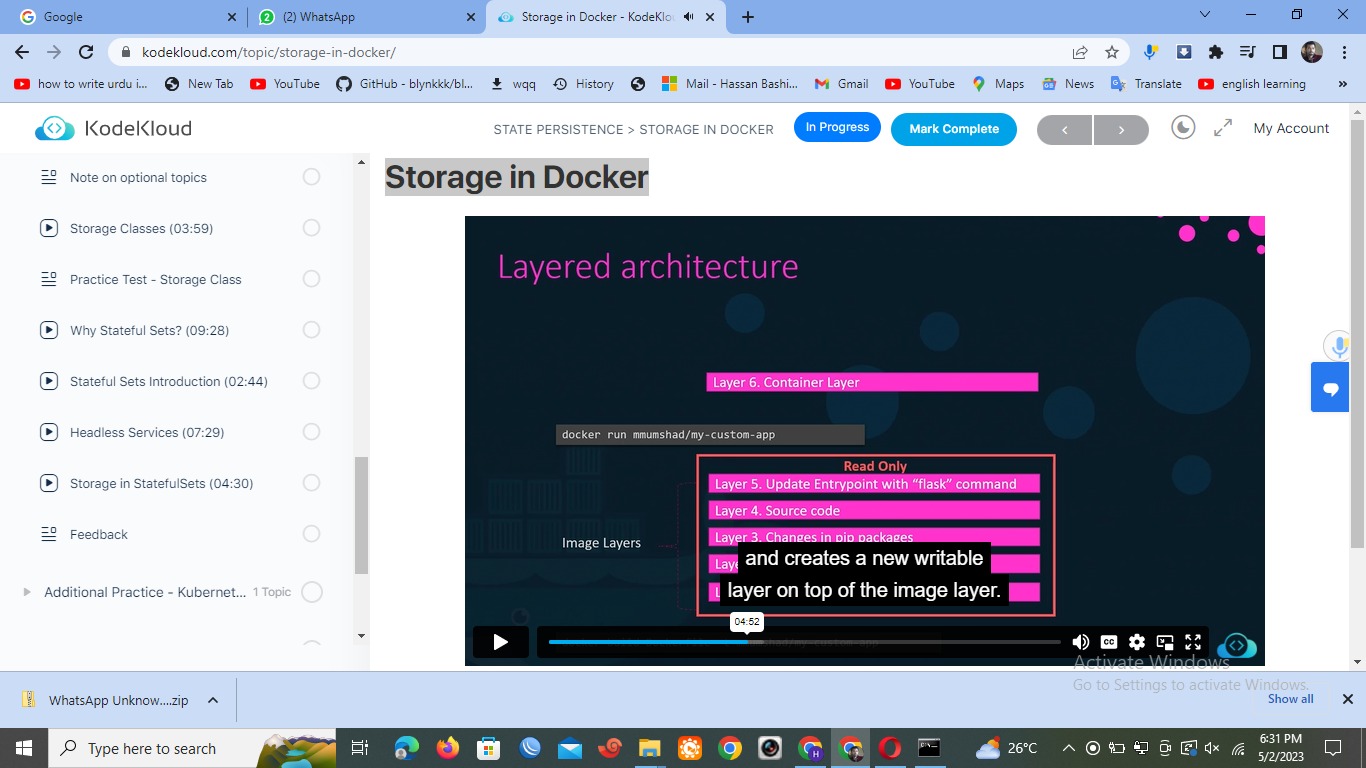 Google
(2) WhatsApp
Storage in Docker - KodeKlo
kodekloud.com/topic/storage-in-docker/
how to write urdu i...
New Tab
YouTube
GitHub - blynkkk/bl...
wqq
History
Mail - Hassan Bashi...
Gmail
YouTube
Maps
News
Translate
english learning
»
KodeKloud
STATE PERSISTENCE > STORAGE IN DOCKER
In Progress
Mark Complete
My Account
Note on optional topics
Storage Classes (03:59)
Practice Test - Storage Class
Why Stateful Sets? (09:28)
Stateful Sets Introduction (02:44)
Headless Services (07:29)
Storage in StatefulSets (04:30)
Feedback
Additional Practice - Kubernet... 1 Topic
Storage in Docker
Layered architecture
Layer 6. Container Layer
docker run mmumshad/my-custom-app
Read Only
Layer 5. Update Entrypoint with “flask” command
Layer 4. Source code
Layer 3. Changes in pip packages
Image Layers
and creates a new writable
layer on top of the image layer.
04:52
CC
Activate Windows
Go to Settings to activate Windows.
WhatsApp Unknow....zip
Show all
Type here to search
26°C
6:31 PM
5/2/2023